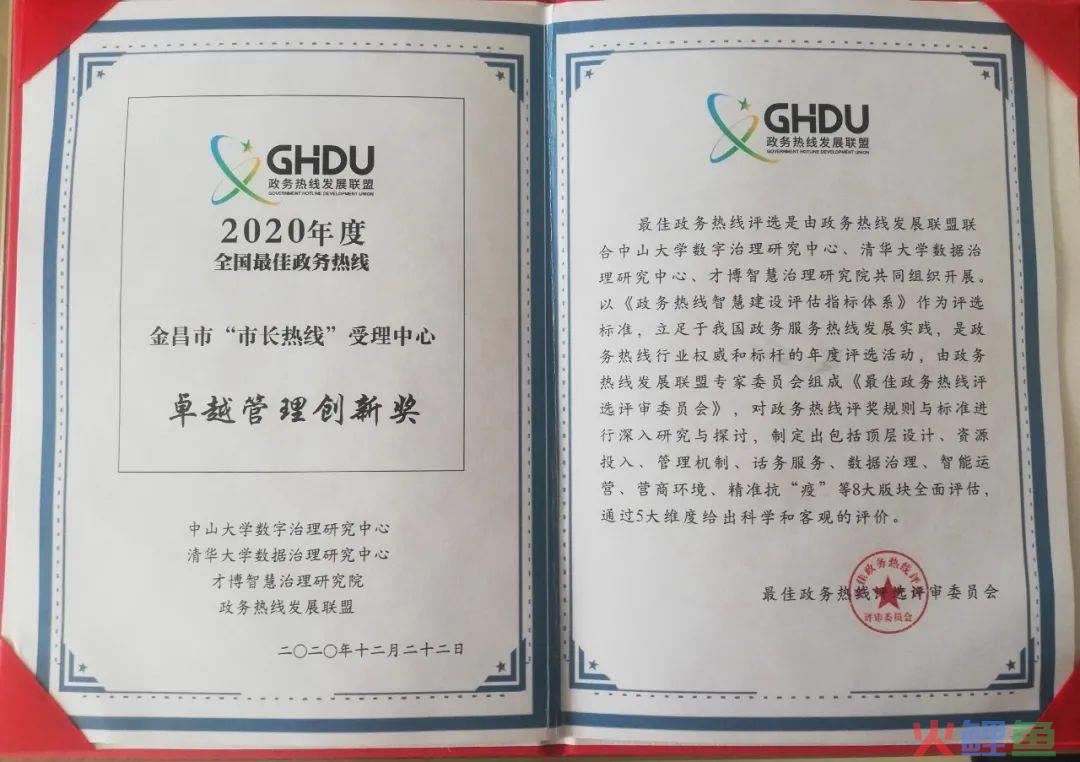 GHDU
政务热线发展联盟
GOVERNMENT HOTLINE DEVELOPMENT UNION
2020年度
全国最佳政务热线
金昌市“市长热线”受理中心
卓越管理创新奖
中山大学数字治理研究中心
清华大学数据治理研究中心
才博智慧治理研究院
政务热线发展联盟
二〇二〇年十二月二十二日
GHDU
政务热线发展联盟
GOVERNMENT HOTLINE DEVELOPMENT UNION
最佳政务热线评选是由政务热线发展联盟联
合中山大学数字治理研究中心、清华大学数据治
理研究中心、才博智慧治理研究院共同组织开展。
以《政务热线智慧建设评估指标体系》作为评选
标准，立足于我国政务服务热线发展实践，是政
务热线行业权威和标杆的年度评选活动，由政务
热线发展联盟专家委员会组成《最佳政务热线评
选评审委员会》，对政务热线评奖规则与标准进
行深入研究与探讨，制定出包括顶层设计、资源
投入、管理机制、话务服务、数据治理、智能运
营、营商环境、精准抗“疫”等8大版块全面评估，
通过5大维度给出科学和客观的评价。
最佳政务热线评选评审委员会
佳政务热线评
评审委员会
火鲤鱼